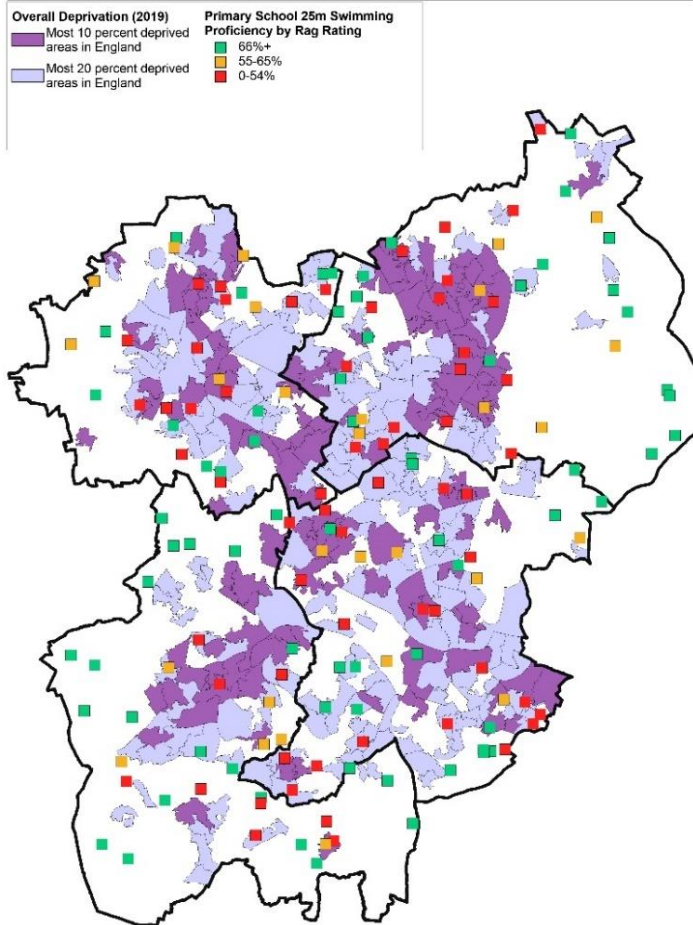 Overall Deprivation (2019)
Most 10 percent deprived
areas in England
Most 20 percent deprived
areas in England
Primary School 25m Swimming
Proficiency by Rag Rating
66%+
55-65%
0-54%